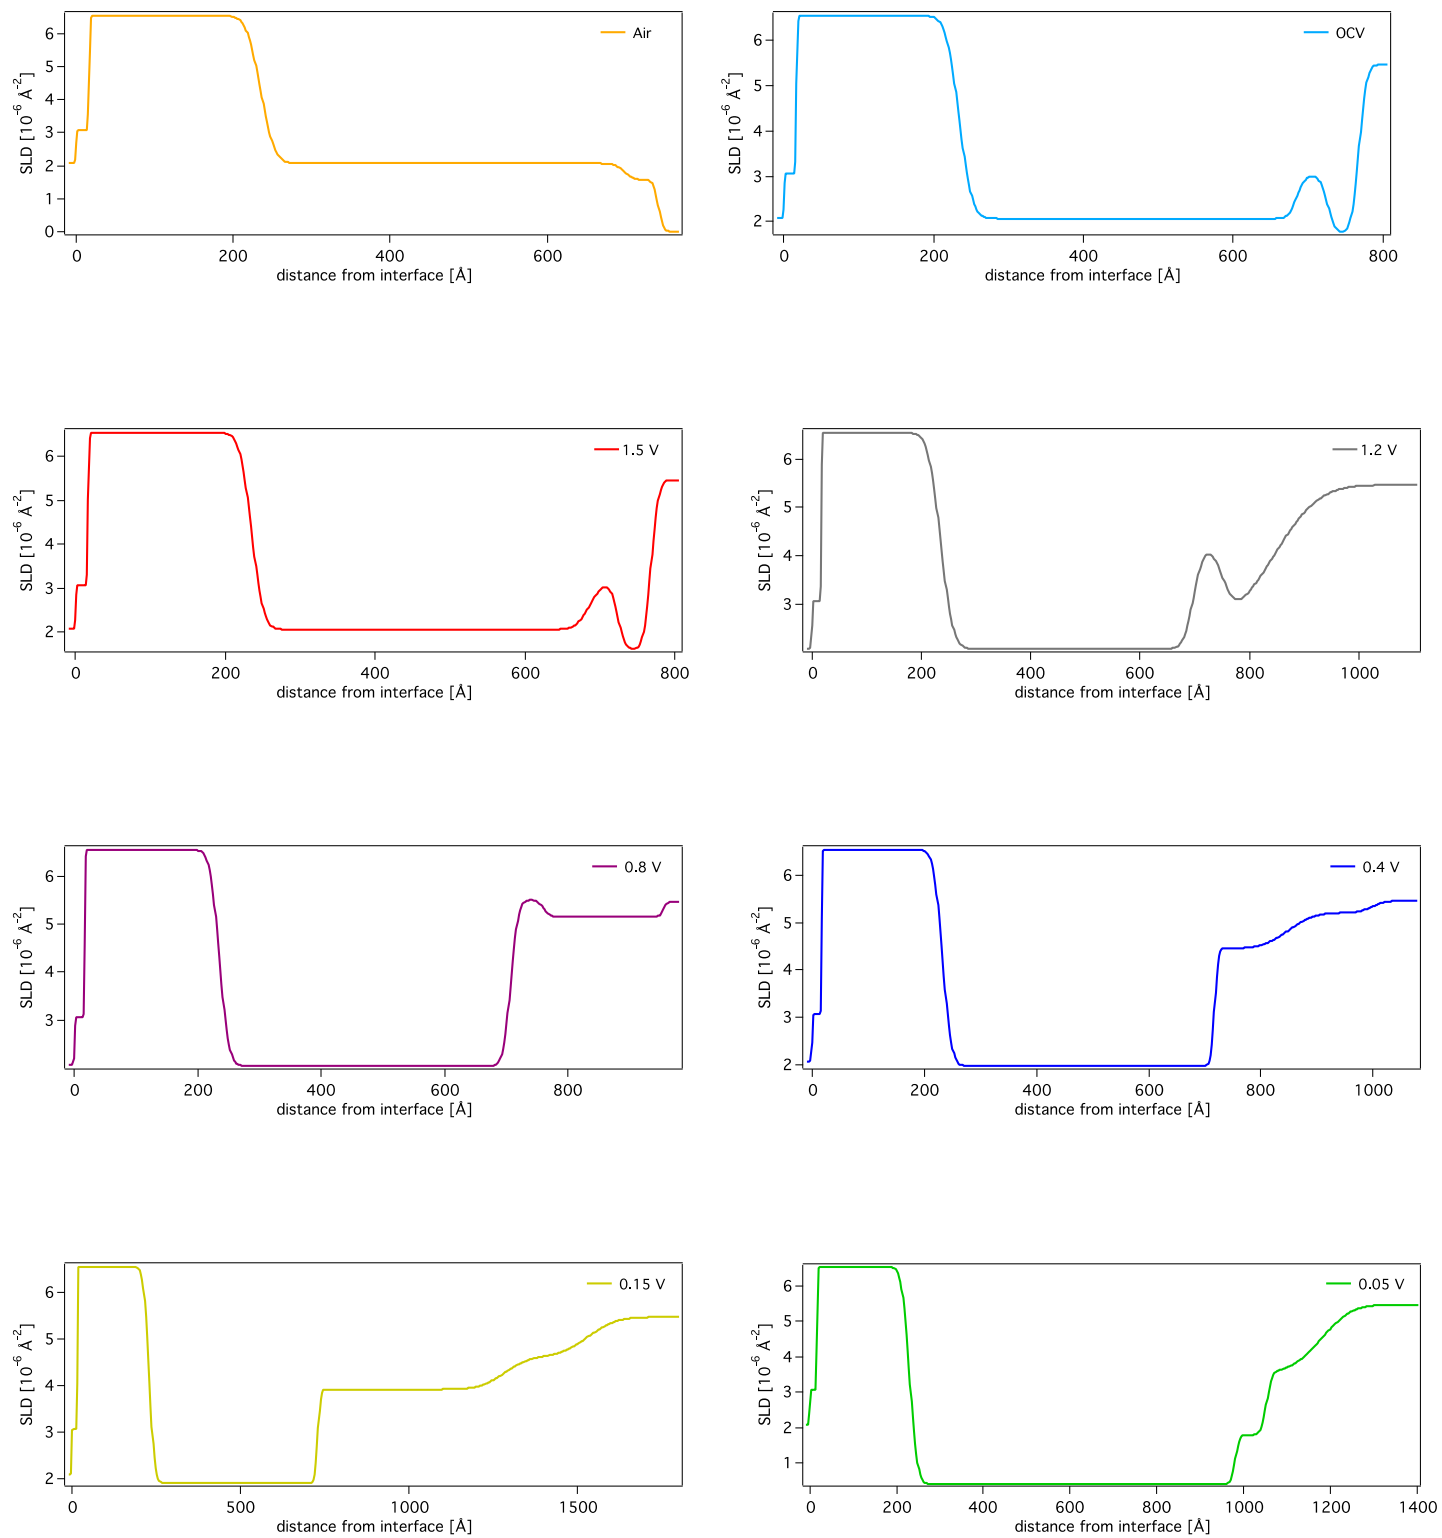 Air
6
5
4
3
2
1
0
SLD [10⁻⁶ Å⁻²]
0 200 400 600
distance from interface [Å]
OCV
6
5
4
3
2
SLD [10⁻⁶ Å⁻²]
0 200 400 600 800
distance from interface [Å]
1.5 V
6
5
4
3
2
SLD [10⁻⁶ Å⁻²]
0 200 400 600 800
distance from interface [Å]
1.2 V
6
5
4
3
SLD [10⁻⁶ Å⁻²]
0 200 400 600 800 1000
distance from interface [Å]
0.8 V
6
5
4
3
SLD [10⁻⁶ Å⁻²]
0 200 400 600 800
distance from interface [Å]
0.4 V
6
5
4
3
2
SLD [10⁻⁶ Å⁻²]
0 200 400 600 800 1000
distance from interface [Å]
0.15 V
6
5
4
3
2
SLD [10⁻⁶ Å⁻²]
0 500 1000 1500
distance from interface [Å]
0.05 V
6
5
4
3
2
1
SLD [10⁻⁶ Å⁻²]
0 200 400 600 800 1000 1200 1400
distance from interface [Å]